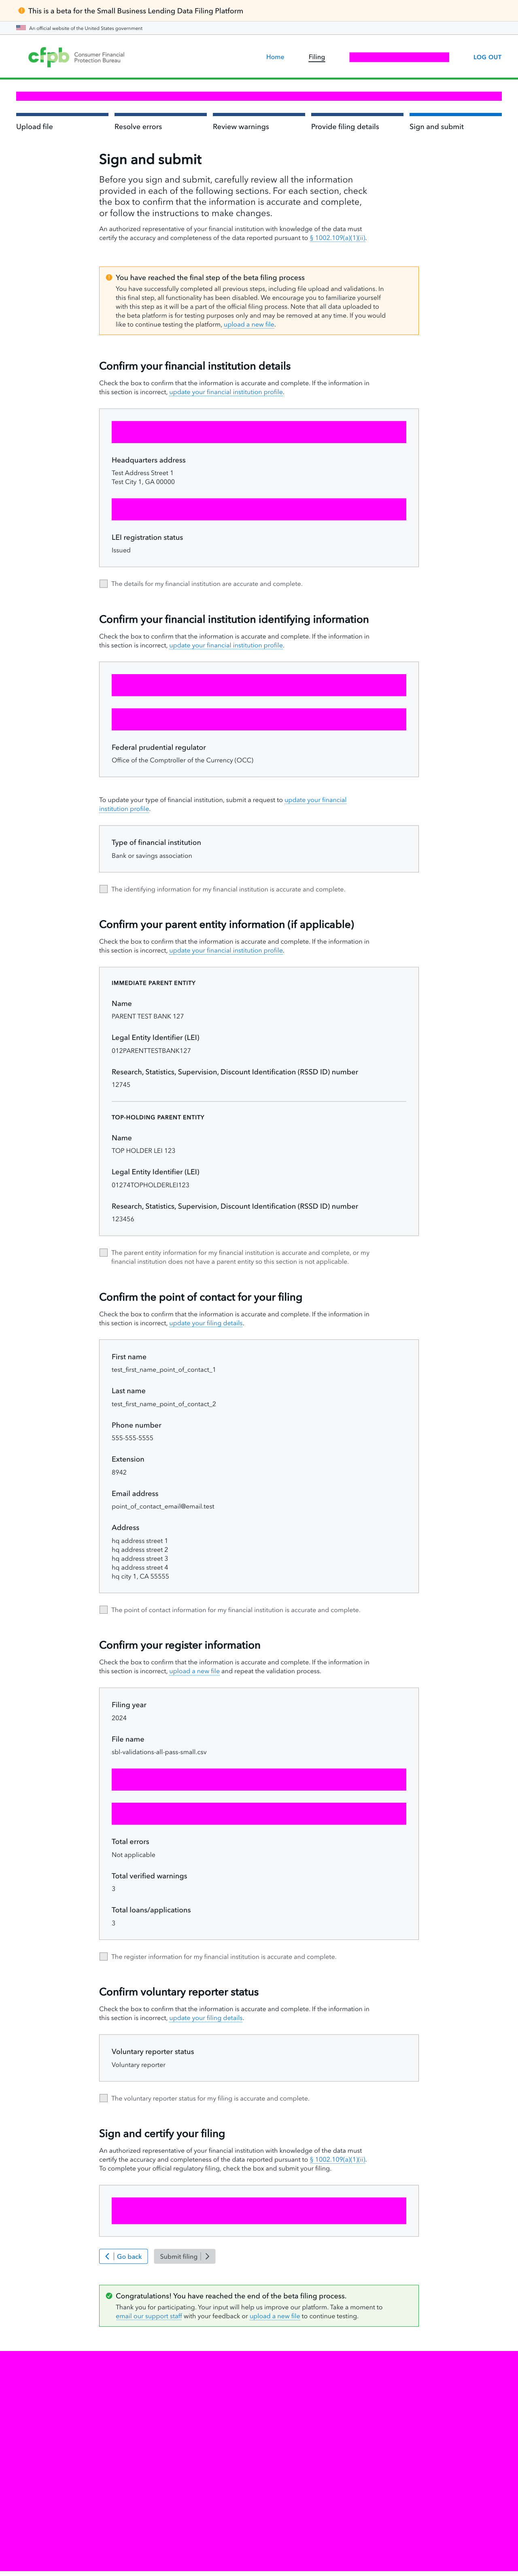 This is a beta for the Small Business Lending Data Filing Platform
An official website of the United States government
cfpb Consumer Financial
Protection Bureau
Home
Filing
LOG OUT
Upload file
Resolve errors
Review warnings
Provide filing details
Sign and submit
Sign and submit
Before you sign and submit, carefully review all the information
provided in each of the following sections. For each section, check
the box to confirm that the information is accurate and complete,
or follow the instructions to make changes.
An authorized representative of your financial institution with knowledge of the data must
certify the accuracy and completeness of the data reported pursuant to § 1002.109(a)(1)(ii).
You have reached the final step of the beta filing process
You have successfully completed all previous steps, including file upload and validations. In
this final step, all functionality has been disabled. We encourage you to familiarize yourself
with this step as it will be a part of the official filing process. Note that all data uploaded to
the beta platform is for testing purposes only and may be removed at any time. If you would
like to continue testing the platform, upload a new file.
Confirm your financial institution details
Check the box to confirm that the information is accurate and complete. If the information in
this section is incorrect, update your financial institution profile.
Headquarters address
Test Address Street 1
Test City 1, GA 00000
LEI registration status
Issued
The details for my financial institution are accurate and complete.
Confirm your financial institution identifying information
Check the box to confirm that the information is accurate and complete. If the information in
this section is incorrect, update your financial institution profile.
Federal prudential regulator
Office of the Comptroller of the Currency (OCC)
To update your type of financial institution, submit a request to update your financial
institution profile.
Type of financial institution
Bank or savings association
The identifying information for my financial institution is accurate and complete.
Confirm your parent entity information (if applicable)
Check the box to confirm that the information is accurate and complete. If the information in
this section is incorrect, update your financial institution profile.
IMMEDIATE PARENT ENTITY
Name
PARENT TEST BANK 127
Legal Entity Identifier (LEI)
012PARENTTESTBANK127
Research, Statistics, Supervision, Discount Identification (RSSD ID) number
12745
TOP-HOLDING PARENT ENTITY
Name
TOP HOLDER LEI 123
Legal Entity Identifier (LEI)
01274TOPHOLDERLEI123
Research, Statistics, Supervision, Discount Identification (RSSD ID) number
123456
The parent entity information for my financial institution is accurate and complete, or my
financial institution does not have a parent entity so this section is not applicable.
Confirm the point of contact for your filing
Check the box to confirm that the information is accurate and complete. If the information in
this section is incorrect, update your filing details.
First name
test_first_name_point_of_contact_1
Last name
test_first_name_point_of_contact_2
Phone number
555-555-5555
Extension
8942
Email address
point_of_contact_email@email.test
Address
hq address street 1
hq address street 2
hq address street 3
hq address street 4
hq city 1, CA 55555
The point of contact information for my financial institution is accurate and complete.
Confirm your register information
Check the box to confirm that the information is accurate and complete. If the information in
this section is incorrect, upload a new file and repeat the validation process.
Filing year
2024
File name
sbl-validations-all-pass-small.csv
Total errors
Not applicable
Total verified warnings
3
Total loans/applications
3
The register information for my financial institution is accurate and complete.
Confirm voluntary reporter status
Check the box to confirm that the information is accurate and complete. If the information in
this section is incorrect, update your filing details.
Voluntary reporter status
Voluntary reporter
The voluntary reporter status for my filing is accurate and complete.
Sign and certify your filing
An authorized representative of your financial institution with knowledge of the data must
certify the accuracy and completeness of the data reported pursuant to § 1002.109(a)(1)(ii).
To complete your official regulatory filing, check the box and submit your filing.
Go back
Submit filing
Congratulations! You have reached the end of the beta filing process.
Thank you for participating. Your input will help us improve our platform. Take a moment to
email our support staff with your feedback or upload a new file to continue testing.